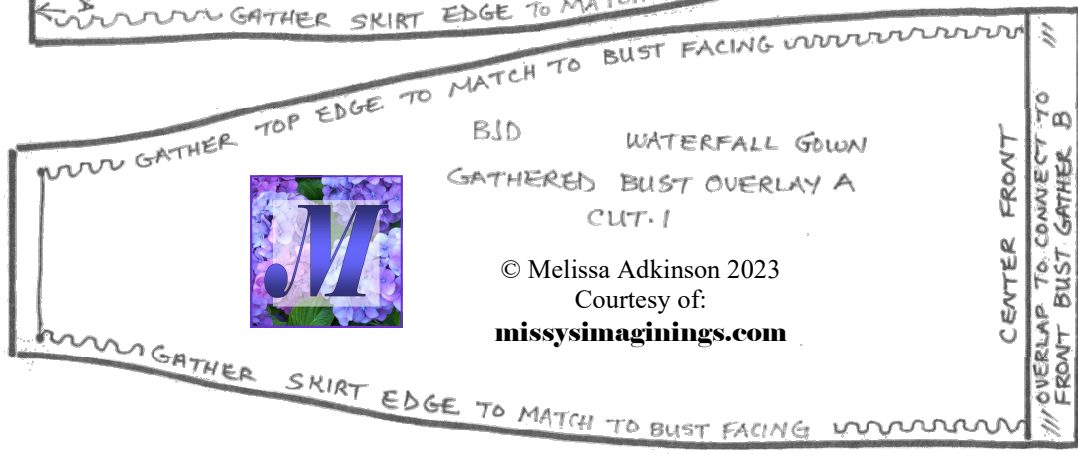 GATHER SKIRT EDGE TO MATCH
GATHER TOP EDGE TO MATCH TO BUST FACING
BJD WATERFALL GOWN
GATHERED BUST OVERLAY A
CUT·1
M
© Melissa Adkinson 2023
Courtesy of:
missysimaginings.com
GATHER SKIRT EDGE TO MATCH TO BUST FACING
CENTER FRONT
/// OVERLAP TO CONNECT TO ///
FRONT BUST GATHER B